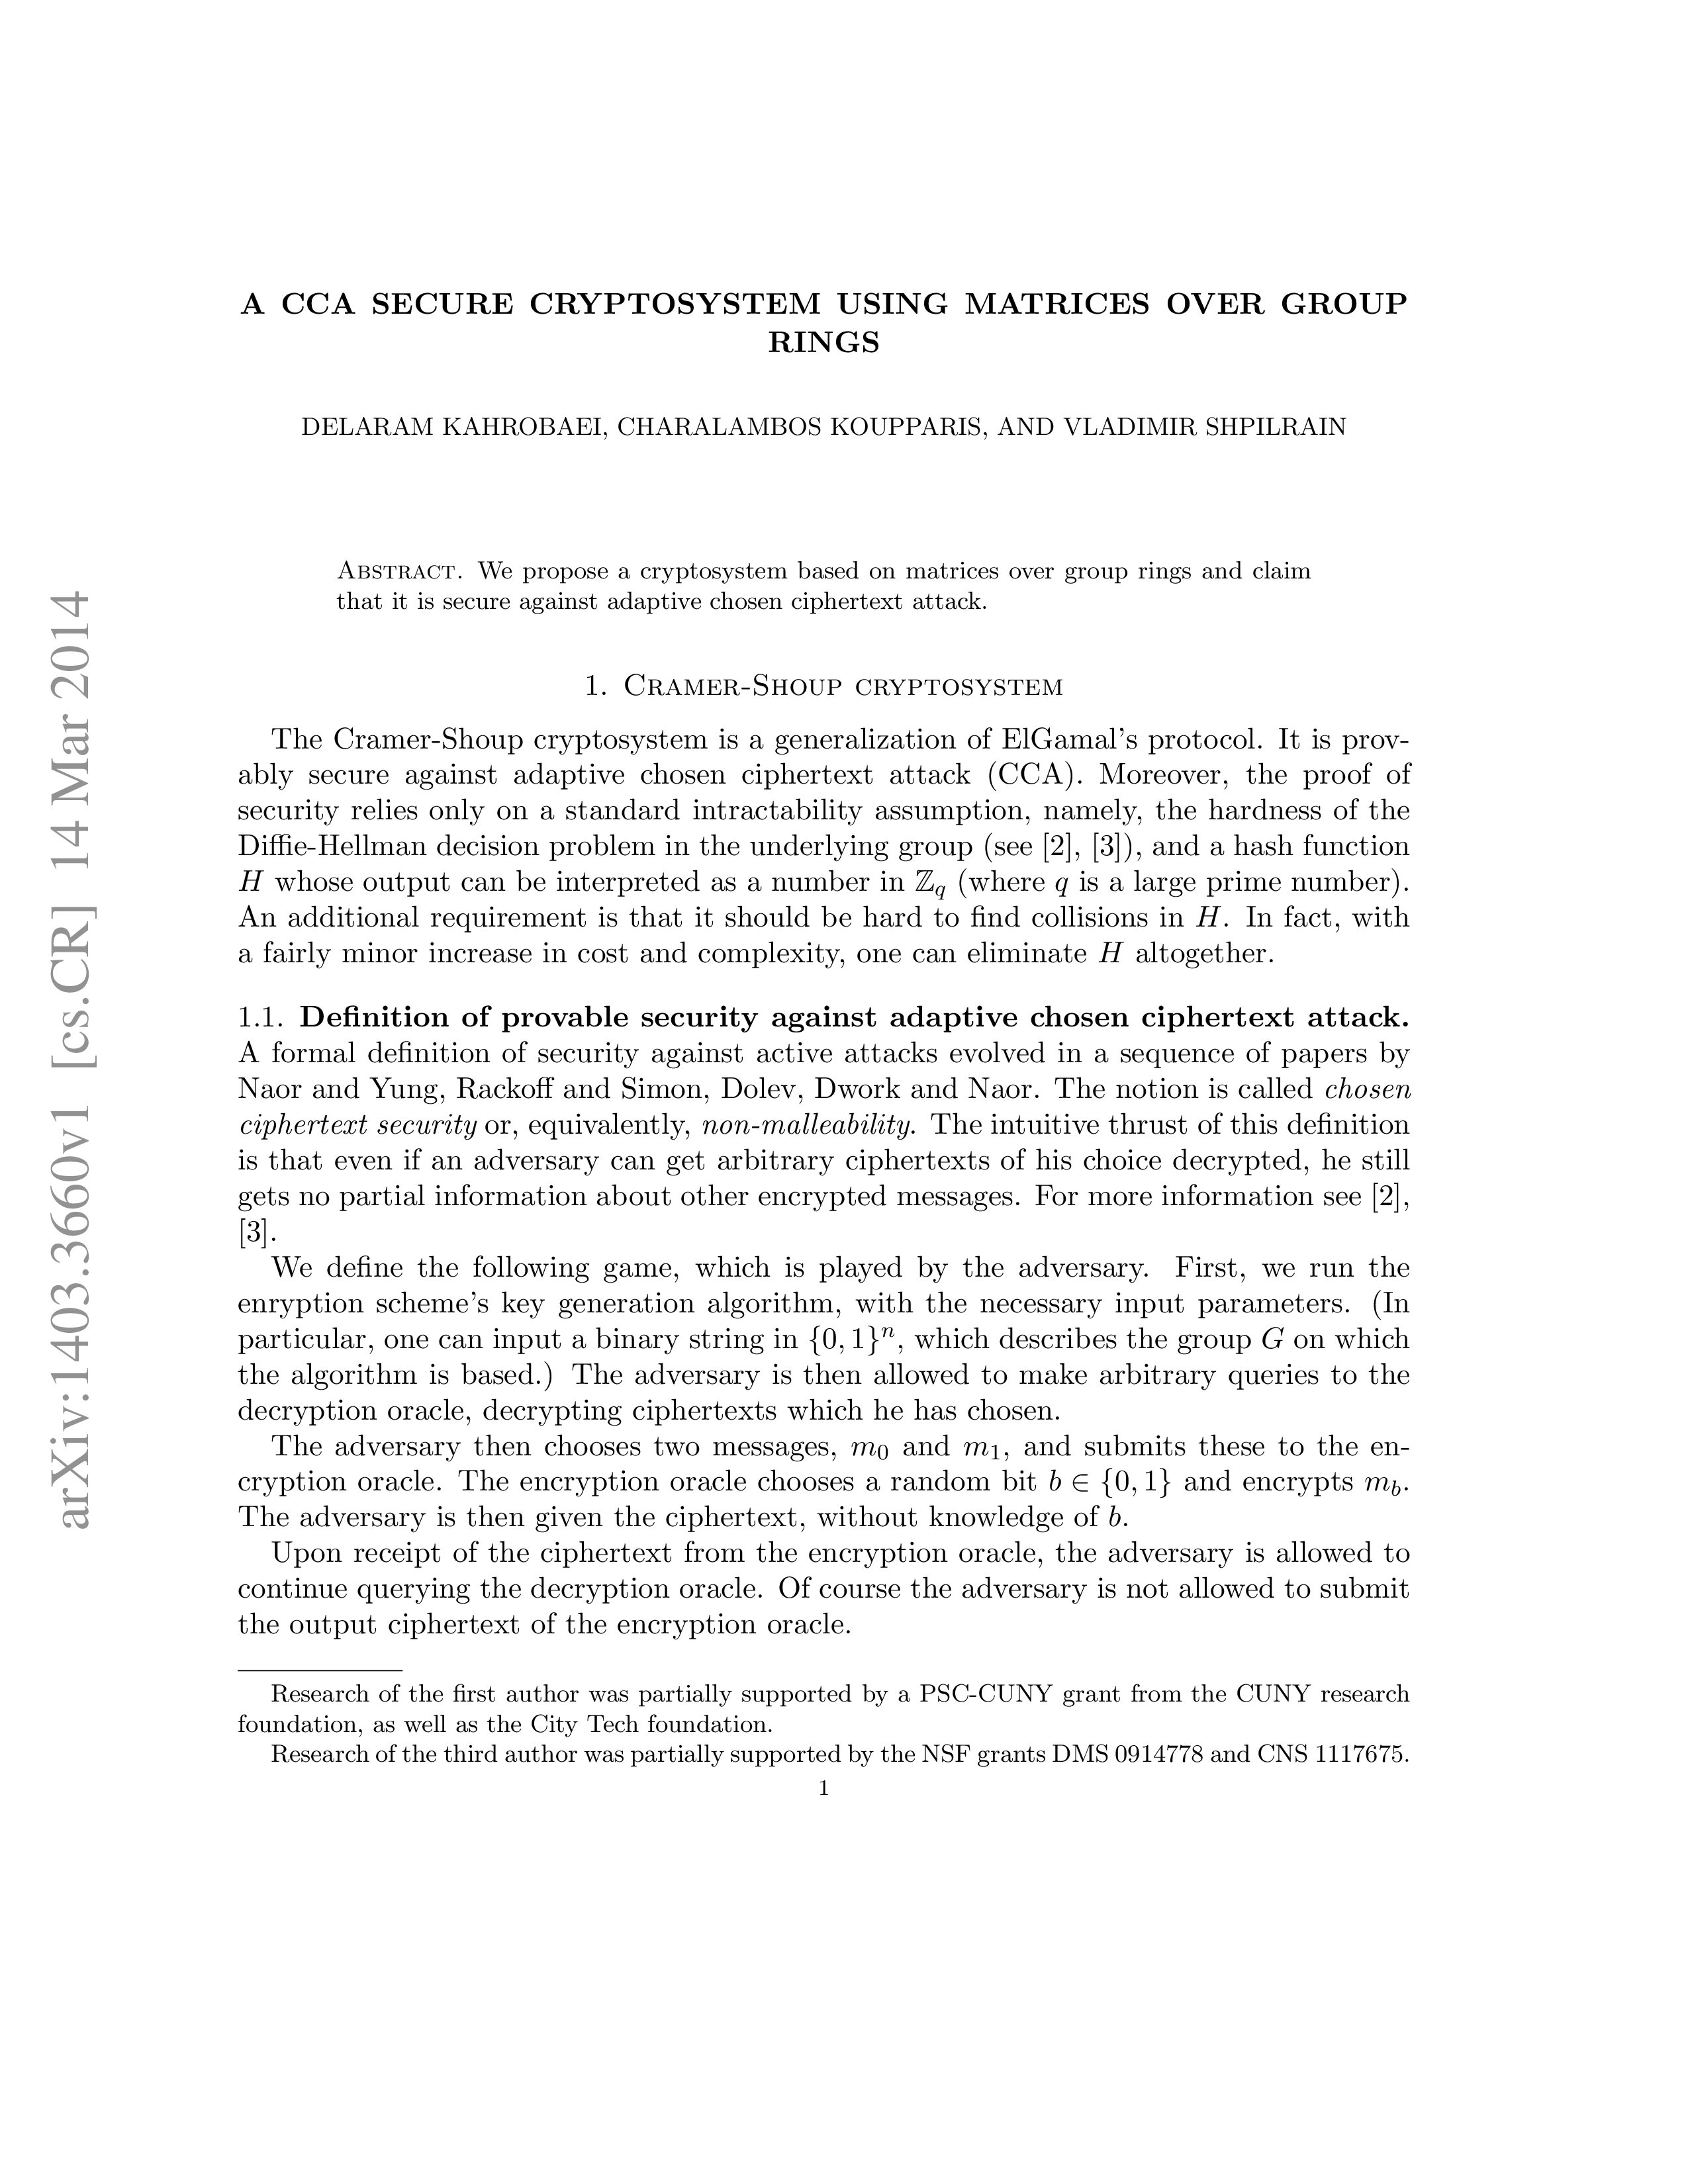 arXiv:1403.3660v1 [cs.CR] 14 Mar 2014
A CCA SECURE CRYPTOSYSTEM USING MATRICES OVER GROUP
RINGS
DELARAM KAHROBAEI, CHARALAMBOS KOUPPARIS, AND VLADIMIR SHPILRAIN
Abstract. We propose a cryptosystem based on matrices over group rings and claim
that it is secure against adaptive chosen ciphertext attack.
1. Cramer-Shoup cryptosystem
The Cramer-Shoup cryptosystem is a generalization of ElGamal's protocol. It is prov-
ably secure against adaptive chosen ciphertext attack (CCA). Moreover, the proof of
security relies only on a standard intractability assumption, namely, the hardness of the
Diffie-Hellman decision problem in the underlying group (see [2], [3]), and a hash function
H whose output can be interpreted as a number in ℤ_q (where q is a large prime number).
An additional requirement is that it should be hard to find collisions in H. In fact, with
a fairly minor increase in cost and complexity, one can eliminate H altogether.
1.1. Definition of provable security against adaptive chosen ciphertext attack.
A formal definition of security against active attacks evolved in a sequence of papers by
Naor and Yung, Rackoff and Simon, Dolev, Dwork and Naor. The notion is called chosen
ciphertext security or, equivalently, non-malleability. The intuitive thrust of this definition
is that even if an adversary can get arbitrary ciphertexts of his choice decrypted, he still
gets no partial information about other encrypted messages. For more information see [2],
[3].
We define the following game, which is played by the adversary. First, we run the
enryption scheme's key generation algorithm, with the necessary input parameters. (In
particular, one can input a binary string in {0, 1}^n, which describes the group G on which
the algorithm is based.) The adversary is then allowed to make arbitrary queries to the
decryption oracle, decrypting ciphertexts which he has chosen.
The adversary then chooses two messages, m_0 and m_1, and submits these to the en-
cryption oracle. The encryption oracle chooses a random bit b ∈ {0, 1} and encrypts m_b.
The adversary is then given the ciphertext, without knowledge of b.
Upon receipt of the ciphertext from the encryption oracle, the adversary is allowed to
continue querying the decryption oracle. Of course the adversary is not allowed to submit
the output ciphertext of the encryption oracle.
Research of the first author was partially supported by a PSC-CUNY grant from the CUNY research
foundation, as well as the City Tech foundation.
Research of the third author was partially supported by the NSF grants DMS 0914778 and CNS 1117675.
1